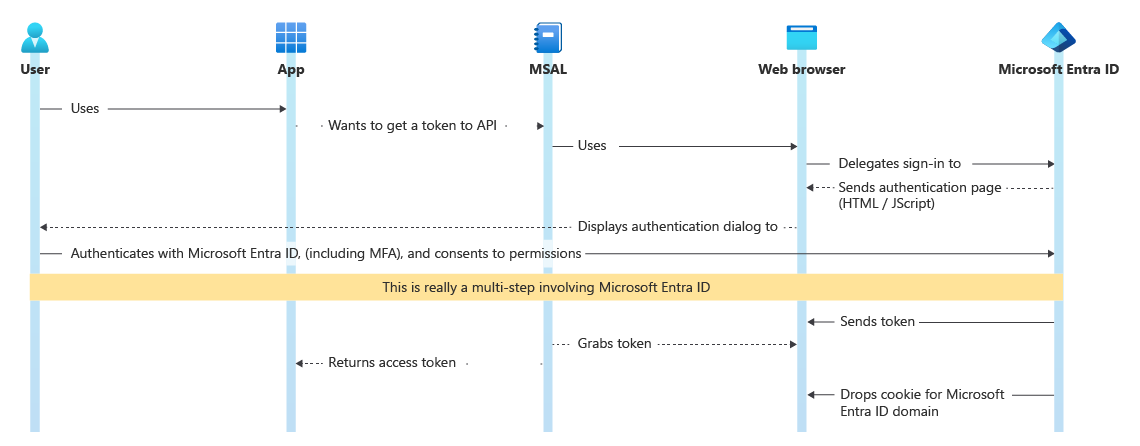 User
App
MSAL
Web browser
Microsoft Entra ID
Uses
Wants to get a token to API
Uses
Delegates sign-in to
Sends authentication page
(HTML / JScript)
Displays authentication dialog to
Authenticates with Microsoft Entra ID, (including MFA), and consents to permissions
This is really a multi-step involving Microsoft Entra ID
Sends token
Grabs token
Returns access token
Drops cookie for Microsoft
Entra ID domain